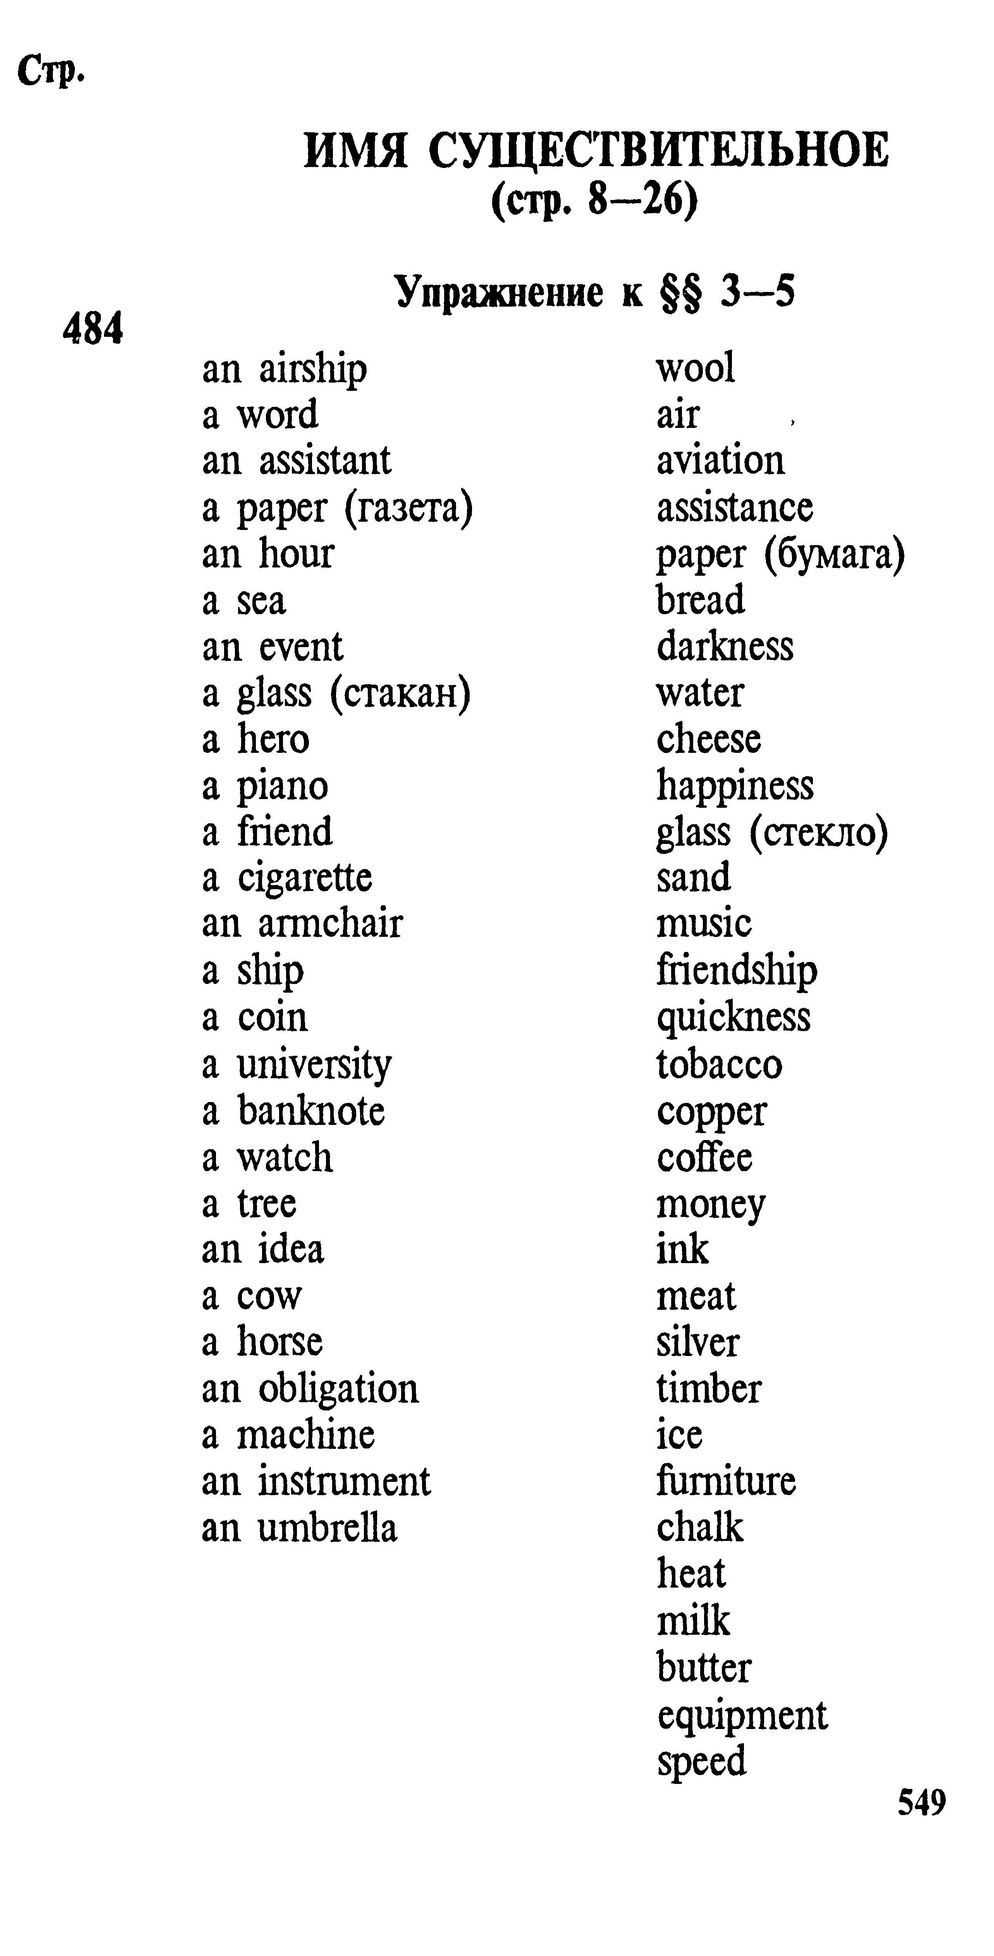 Стр.
ИМЯ СУЩЕСТВИТЕЛЬНОЕ
(стр. 8—26)
Упражнение к §§ 3—5
484
an airship
a word
an assistant
a paper (газета)
an hour
a sea
an event
a glass (стакан)
a hero
a piano
a friend
a cigarette
an armchair
a ship
a coin
a university
a banknote
a watch
a tree
an idea
a cow
a horse
an obligation
a machine
an instrument
an umbrella
wool
air
aviation
assistance
paper (бумага)
bread
darkness
water
cheese
happiness
glass (стекло)
sand
music
friendship
quickness
tobacco
copper
coffee
money
ink
meat
silver
timber
ice
furniture
chalk
heat
milk
butter
equipment
speed
549